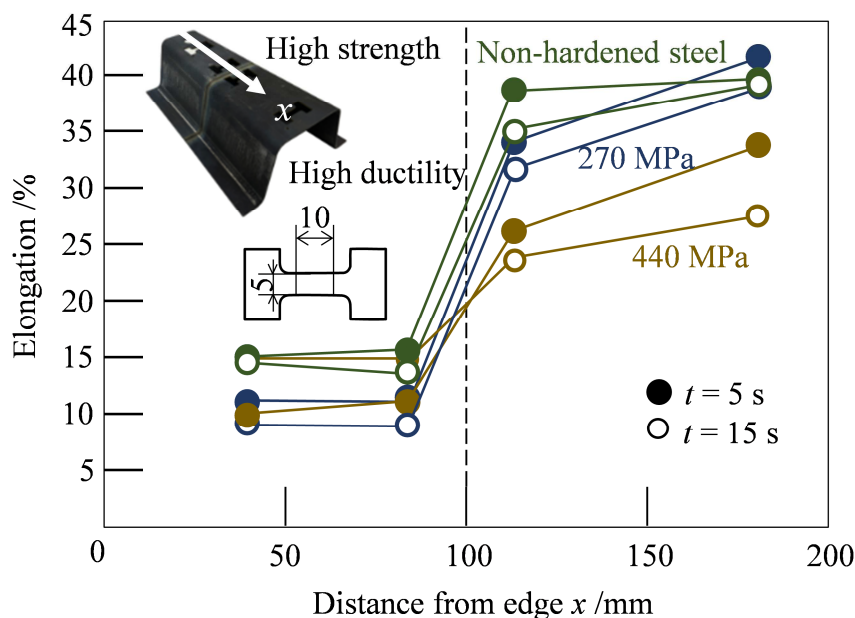 45
40
35
30
25
20
15
10
5
Elongation /%
High strength
x
High ductility
10
5
Non-hardened steel
270 MPa
440 MPa
t = 5 s
t = 15 s
0
50
100
150
200
Distance from edge x /mm